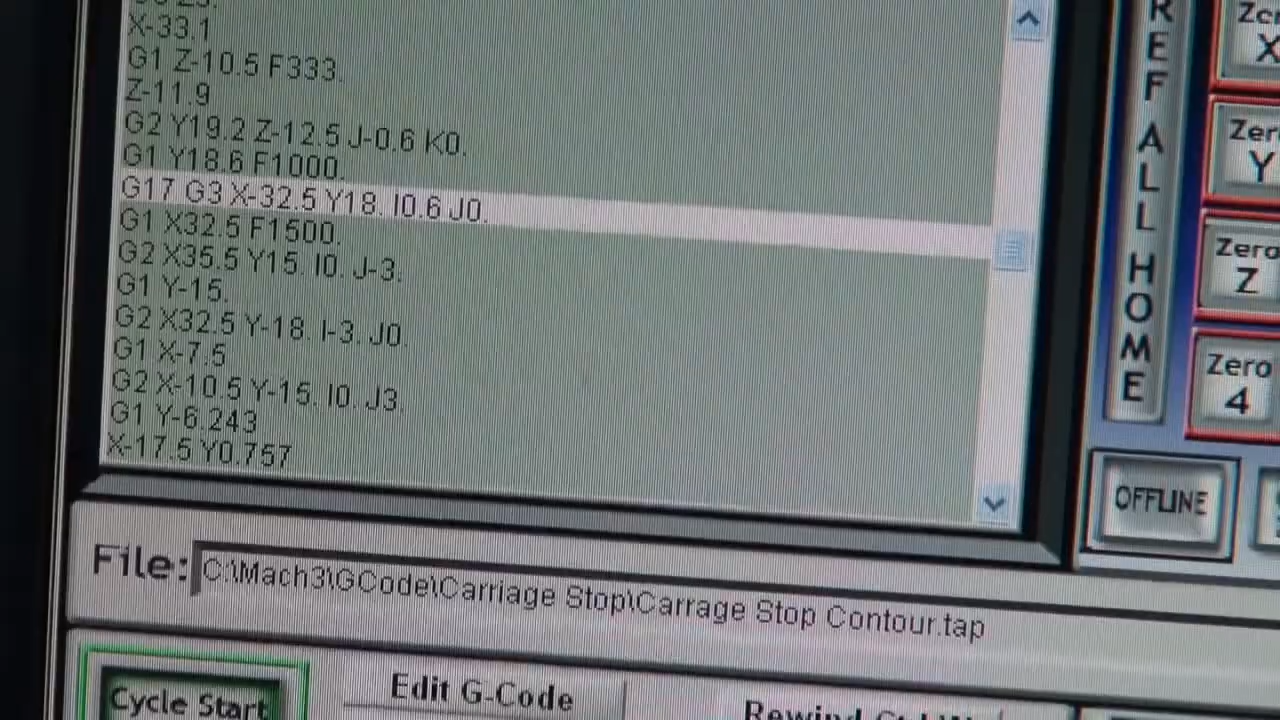 X-33.1
G1 Z-10.5 F333.
Z-11.9
G2 Y19.2 Z-12.5 J-0.6 K0.
G1 Y18.6 F1000.
G17 G3 X-32.5 Y18. I0.6 J0.
G1 X32.5 F1500.
G2 X35.5 Y15. I0. J-3.
G1 Y-15.
G2 X32.5 Y-18. I-3. J0.
G1 X-7.5
G2 X-10.5 Y-15. I0. J3.
G1 Y-6.243
X-17.5 Y0.757
File: C:\Mach3\GCode\Carriage Stop\Carrage Stop Contour.tap
Cycle Start
Edit G-Code
REF ALL HOME
X
Y
Zero
Z
Zero
4
OFFLINE